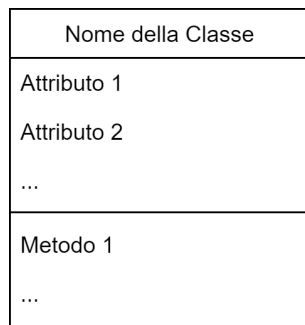 Nome della Classe
Attributo 1
Attributo 2
...
Metodo 1
...